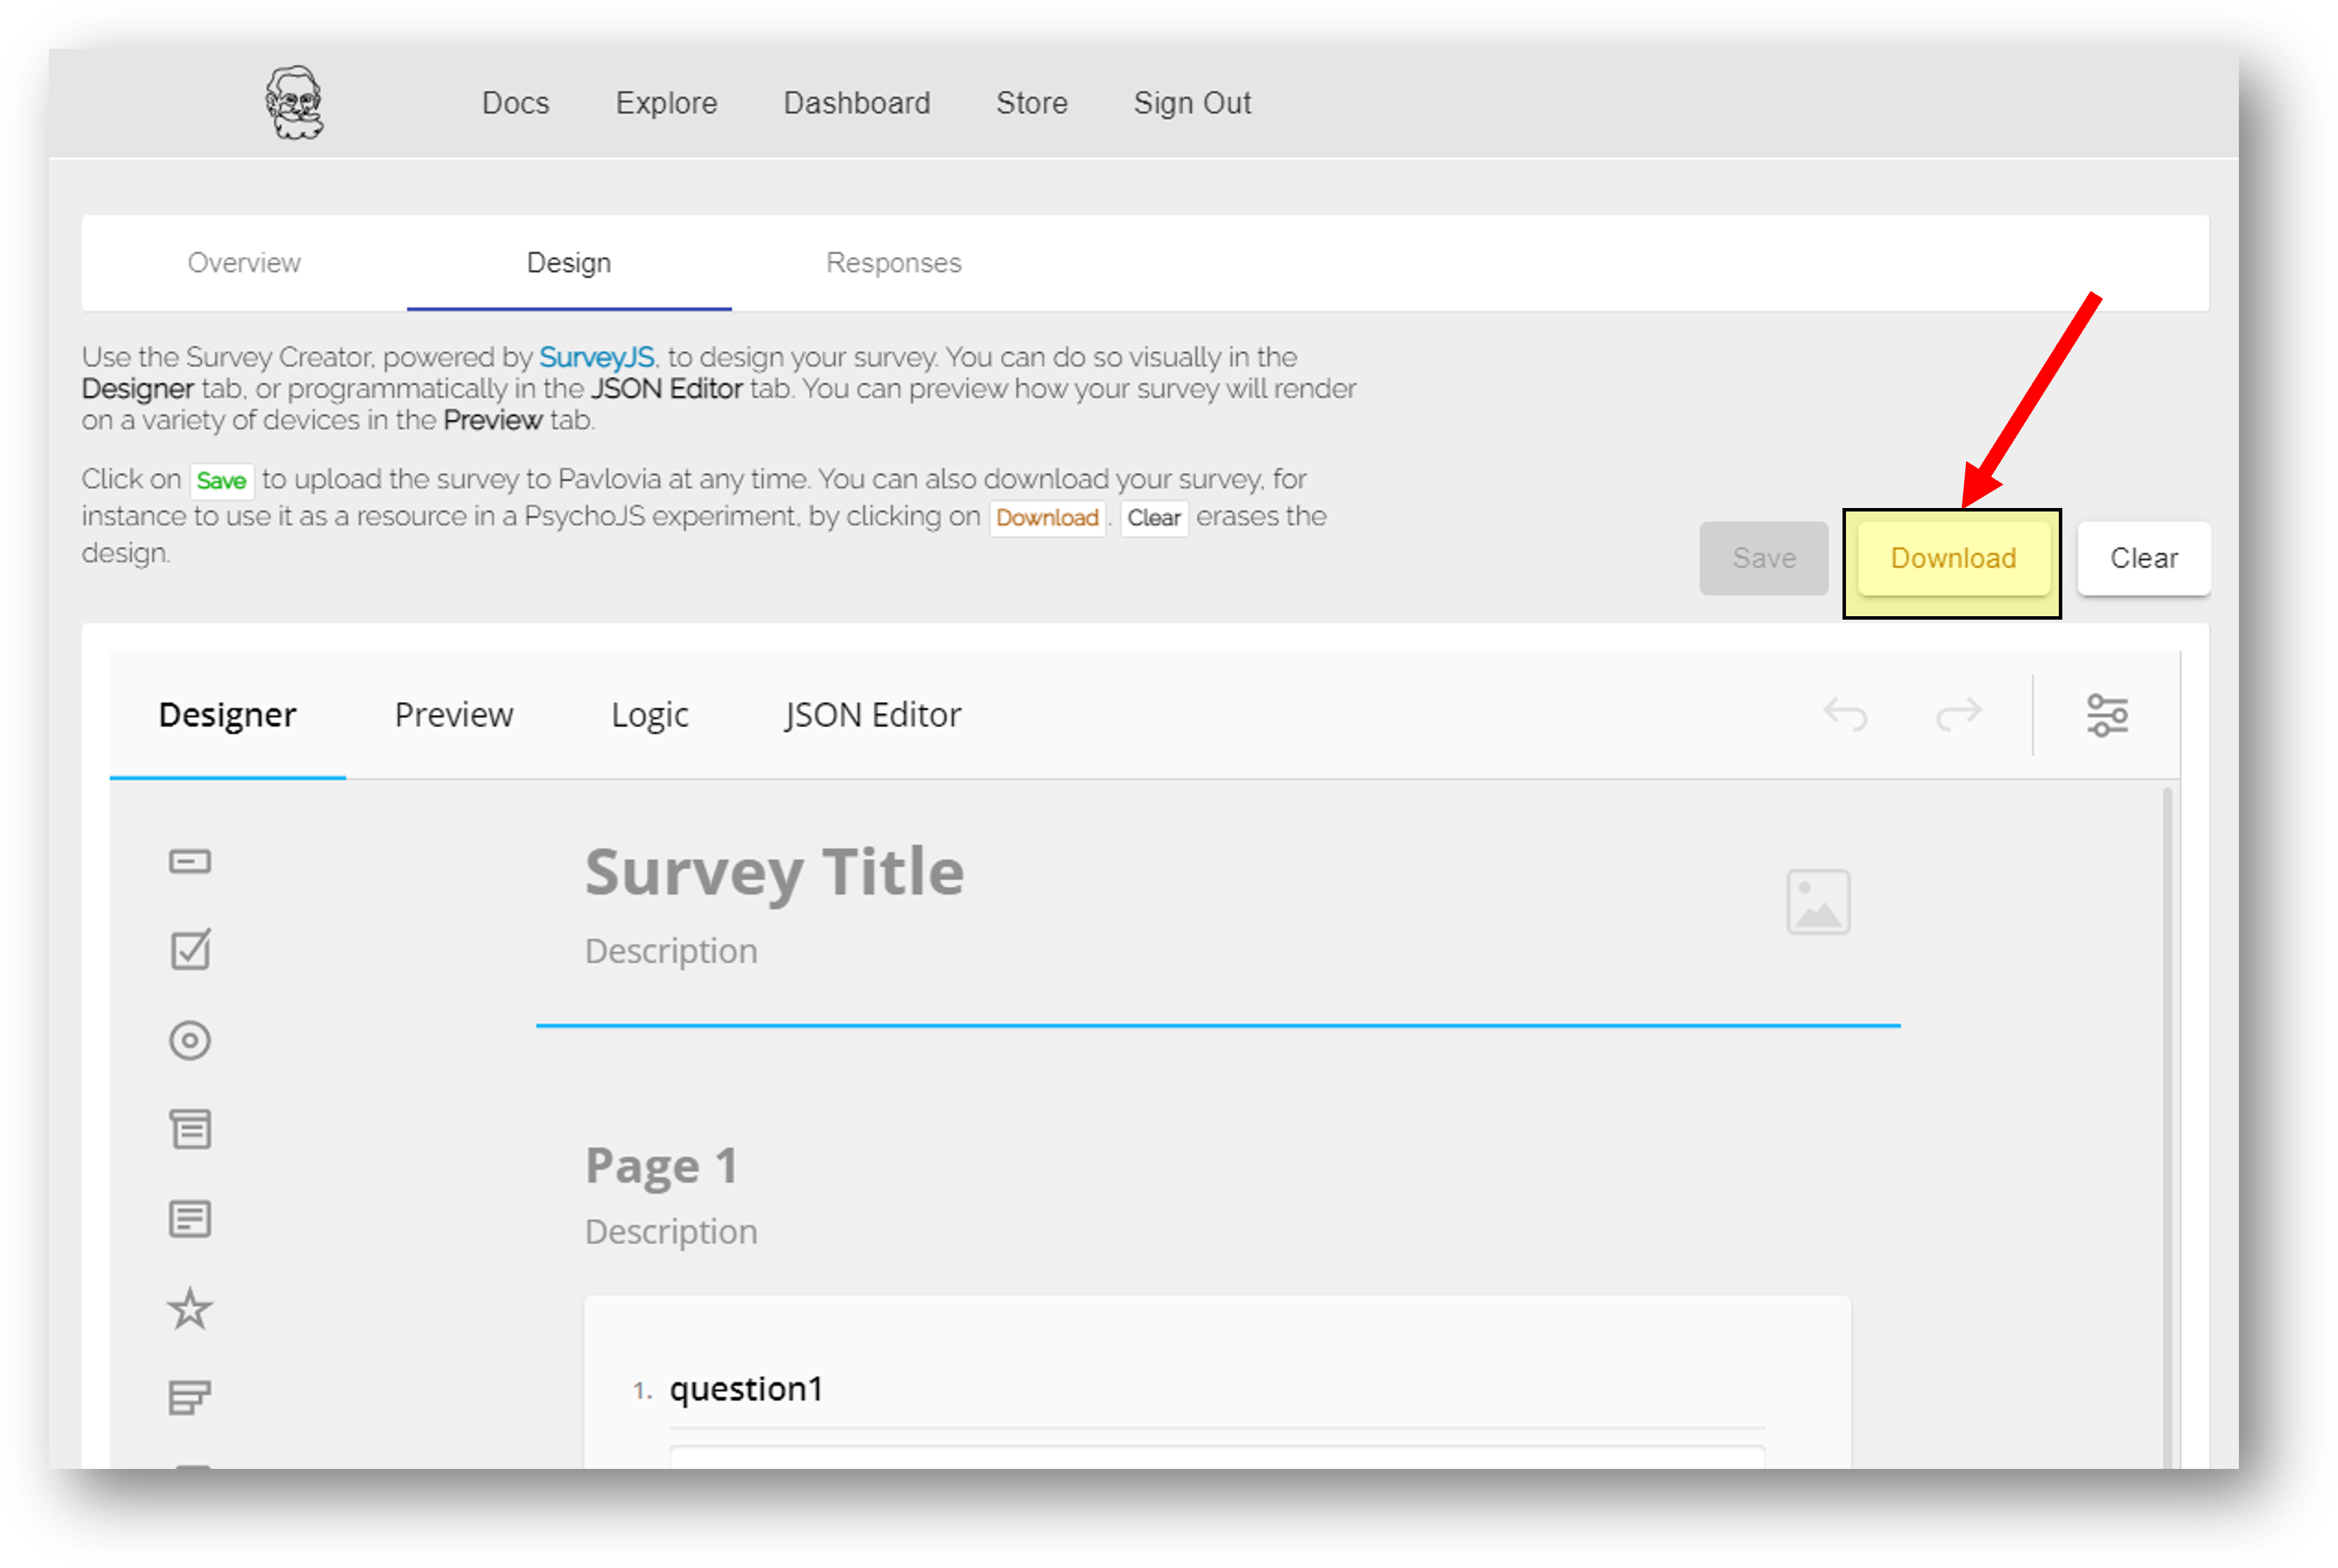 Docs Explore Dashboard Store Sign Out
Overview Design Responses
Use the Survey Creator, powered by SurveyJS, to design your survey. You can do so visually in the
Designer tab, or programmatically in the JSON Editor tab. You can preview how your survey will render
on a variety of devices in the Preview tab.
Click on Save to upload the survey to Pavlovia at any time. You can also download your survey, for
instance to use it as a resource in a PsychoJS experiment, by clicking on Download. Clear erases the
design.
Save Download Clear
Designer Preview Logic JSON Editor
Survey Title
Description
Page 1
Description
1. question1